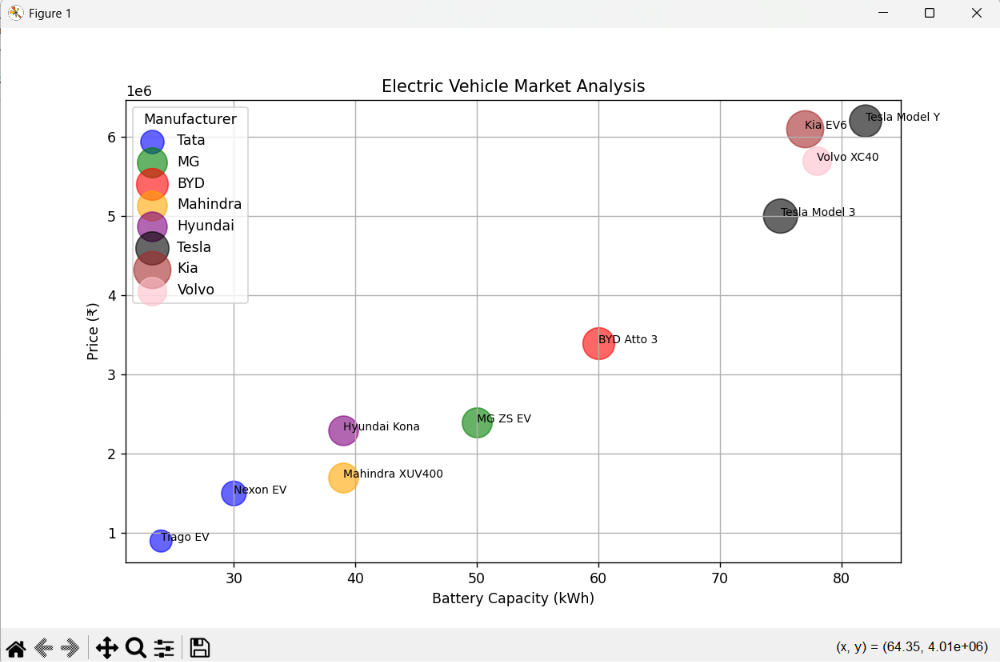 Figure 1
Electric Vehicle Market Analysis
1e6
Manufacturer
Tata
MG
BYD
Mahindra
Hyundai
Tesla
Kia
Volvo
6
5
4
3
2
1
Price (₹)
Tesla Model Y
Kia EV6
Volvo XC40
Tesla Model 3
BYD Atto 3
MG ZS EV
Hyundai Kona
Mahindra XUV400
Nexon EV
Tiago EV
30 40 50 60 70 80
Battery Capacity (kWh)
(x, y) = (64.35, 4.01e+06)